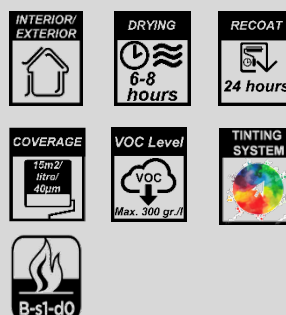 INTERIOR/
EXTERIOR
DRYING
6-8
hours
RECOAT
24 hours
COVERAGE
15m2/
litro/
40μm
VOC Level
VOC
Max. 300 gr./l
TINTING
SYSTEM
B-s1-d0